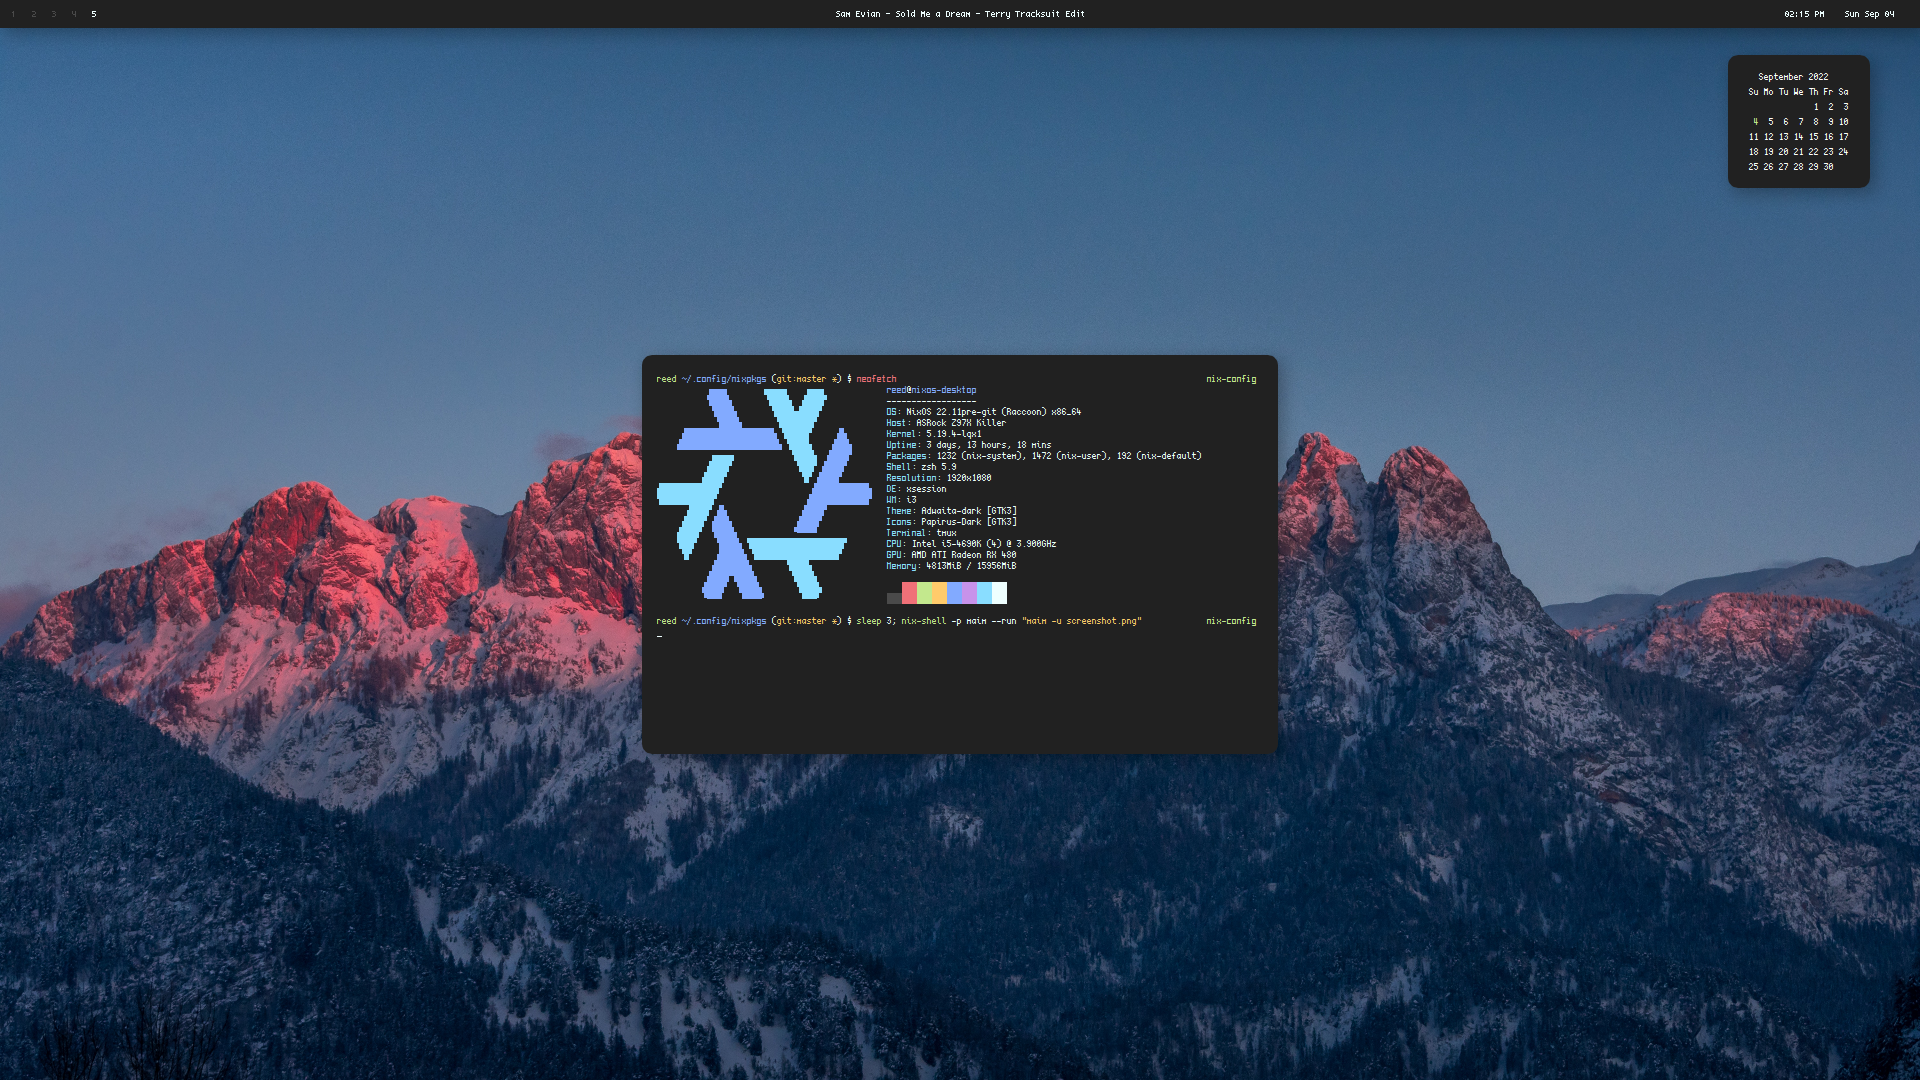 1 2 3 4 5
Sam Evian - Sold Me a Dream - Terry Tracksuit Edit
02:15 PM Sun Sep 04
September 2022
Su Mo Tu We Th Fr Sa
1 2 3
4 5 6 7 8 9 10
11 12 13 14 15 16 17
18 19 20 21 22 23 24
25 26 27 28 29 30
reed ~/.config/nixpkgs (git:master *) $ neofetch nix-config
reed@nixos-desktop
------------------
OS: NixOS 22.11pre-git (Raccoon) x86_64
Host: ASRock Z97X Killer
Kernel: 5.19.4-lqx1
Uptime: 3 days, 13 hours, 18 mins
Packages: 1232 (nix-system), 1472 (nix-user), 192 (nix-default)
Shell: zsh 5.9
Resolution: 1920x1080
DE: xsession
WM: i3
Theme: Adwaita-dark [GTK3]
Icons: Papirus-Dark [GTK3]
Terminal: tmux
CPU: Intel i5-4690K (4) @ 3.900GHz
GPU: AMD ATI Radeon RX 480
Memory: 4813MiB / 15956MiB
reed ~/.config/nixpkgs (git:master *) $ sleep 3; nix-shell -p maim --run "maim -u screenshot.png" nix-config
_